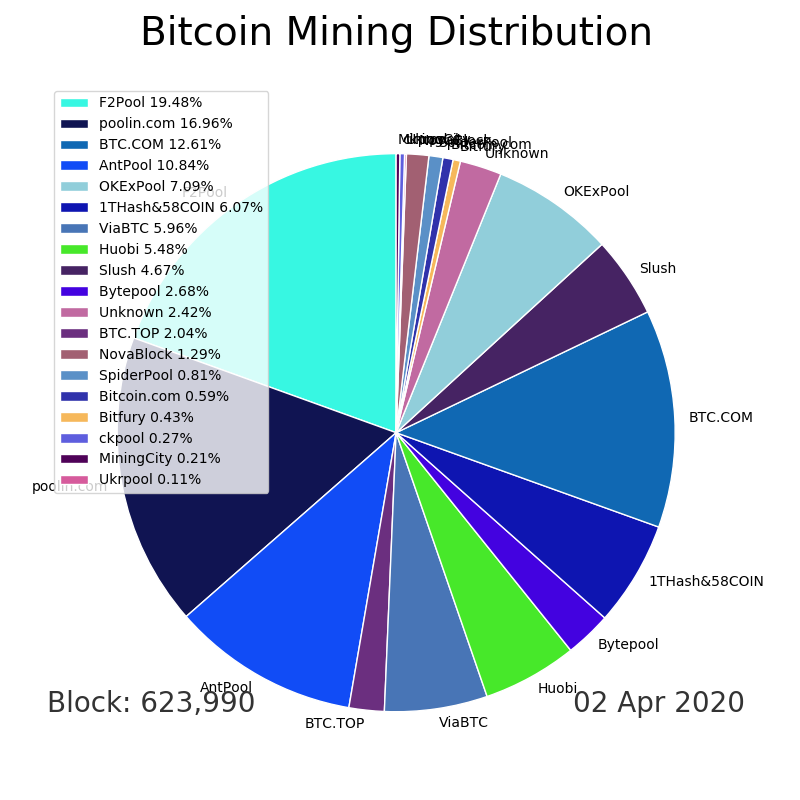 Bitcoin Mining Distribution
F2Pool 19.48%
poolin.com 16.96%
BTC.COM 12.61%
AntPool 10.84%
OKExPool 7.09%
1THash&58COIN 6.07%
ViaBTC 5.96%
Huobi 5.48%
Slush 4.67%
Bytepool 2.68%
Unknown 2.42%
BTC.TOP 2.04%
NovaBlock 1.29%
SpiderPool 0.81%
Bitcoin.com 0.59%
Bitfury 0.43%
ckpool 0.27%
MiningCity 0.21%
Ukrpool 0.11%
F2Pool
Unknown
OKExPool
Slush
BTC.COM
poolin.com
1THash&58COIN
Bytepool
AntPool
Huobi
BTC.TOP
ViaBTC
Block: 623,990
02 Apr 2020